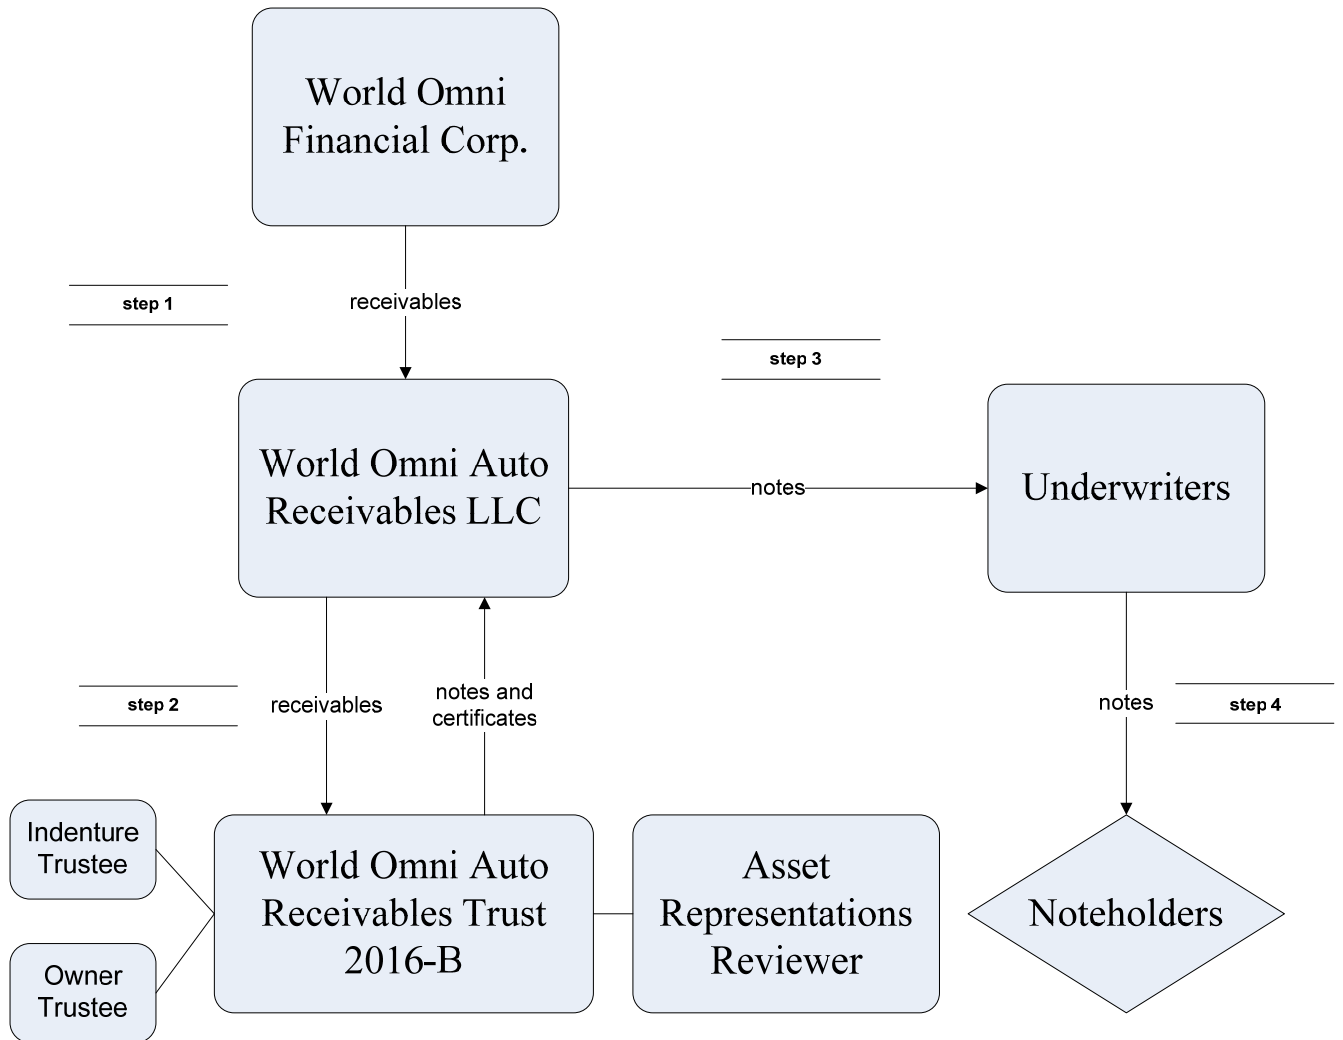 World Omni
Financial Corp.
step 1
receivables
step 3
World Omni Auto
Receivables LLC
notes
Underwriters
step 2
receivables
notes and
certificates
notes
step 4
Indenture
Trustee
Owner
Trustee
World Omni Auto
Receivables Trust
2016-B
Asset
Representations
Reviewer
Noteholders